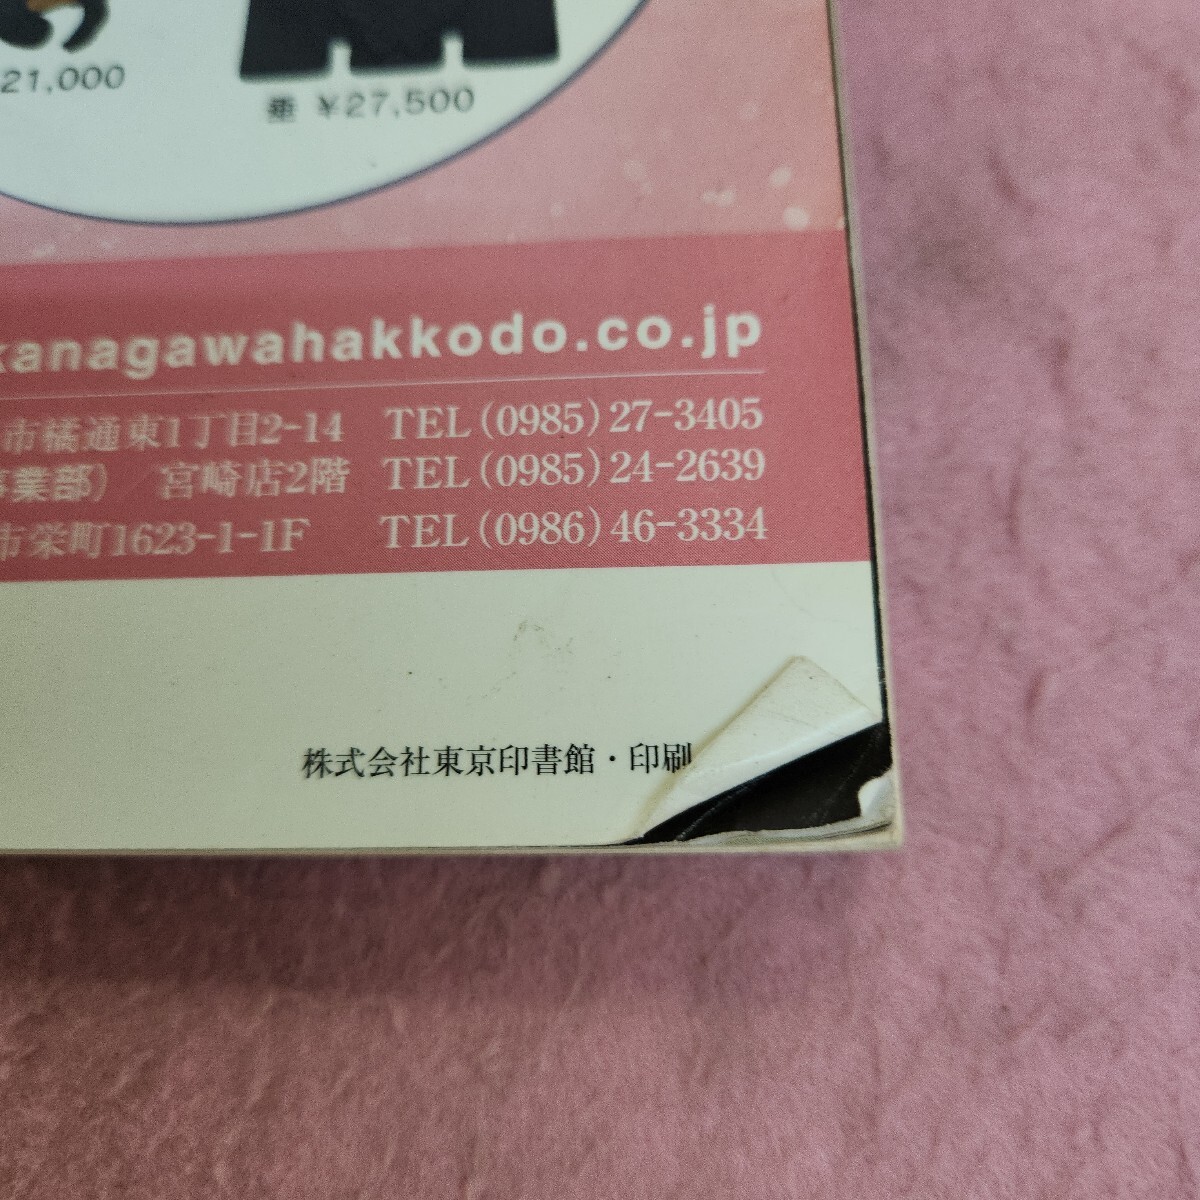 21,000
垂 ¥27,500
kanagawahakkodo.co.jp
市橘通東1丁目2-14 TEL(0985)27-3405
事業部）/宮崎店2階 TEL(0985)24-2639
市栄町1623-1-1F TEL(0986)46-3334
株式会社東京印書館・印刷